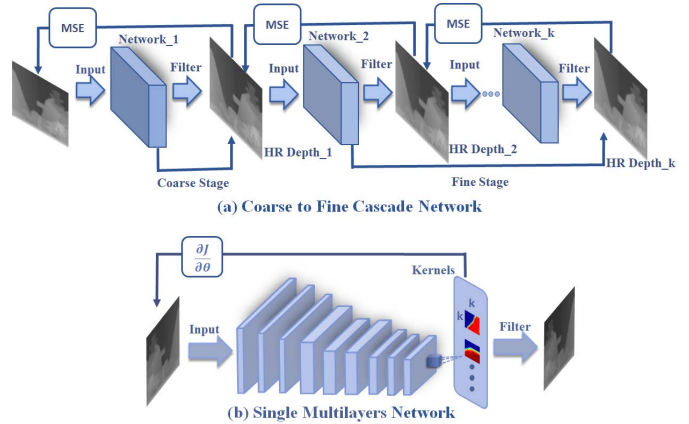 MSE
MSE
MSE
Network_1
Network_2
Network_k
Input
Filter
Input
Filter
Input
Filter
HR Depth_1
HR Depth_2
HR Depth_k
Coarse Stage
Fine Stage
(a) Coarse to Fine Cascade Network
∂J
∂θ
Kernels
k
k
Input
Filter
(b) Single Multilayers Network